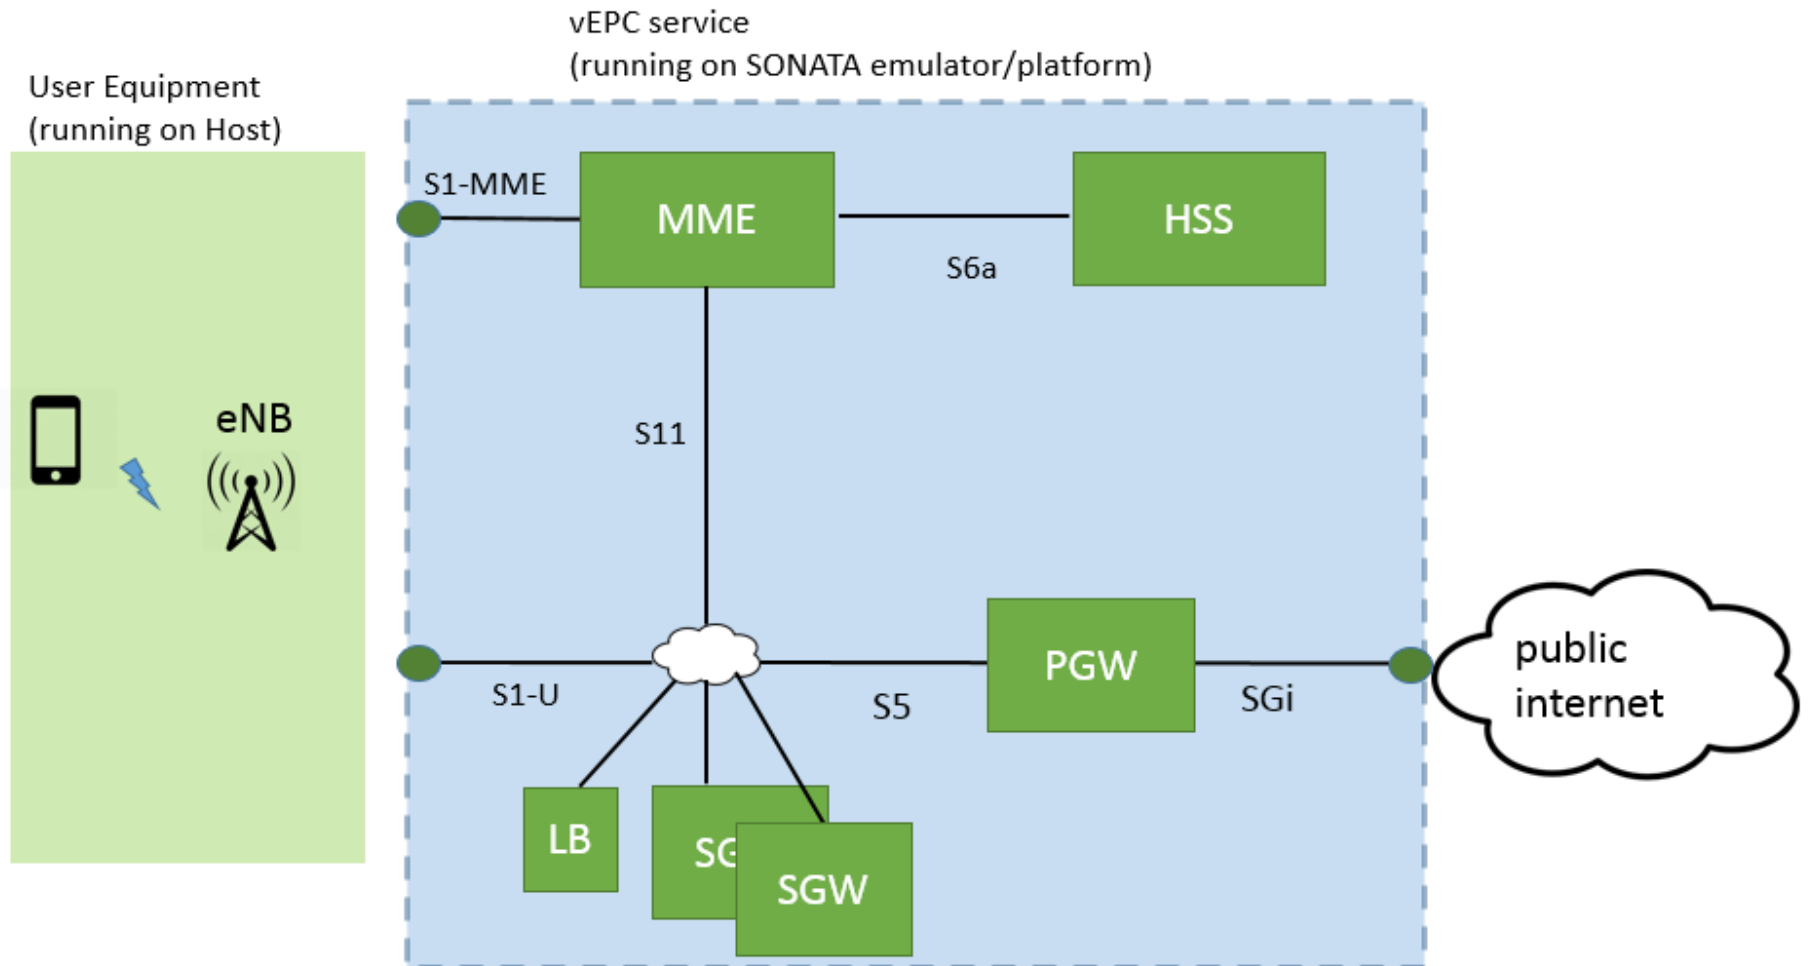 vEPC service
(running on SONATA emulator/platform)
User Equipment
(running on Host)
S1-MME
MME
HSS
S6a
eNB
S11
S1-U
S5
PGW
SGi
public
internet
LB
SG
SGW